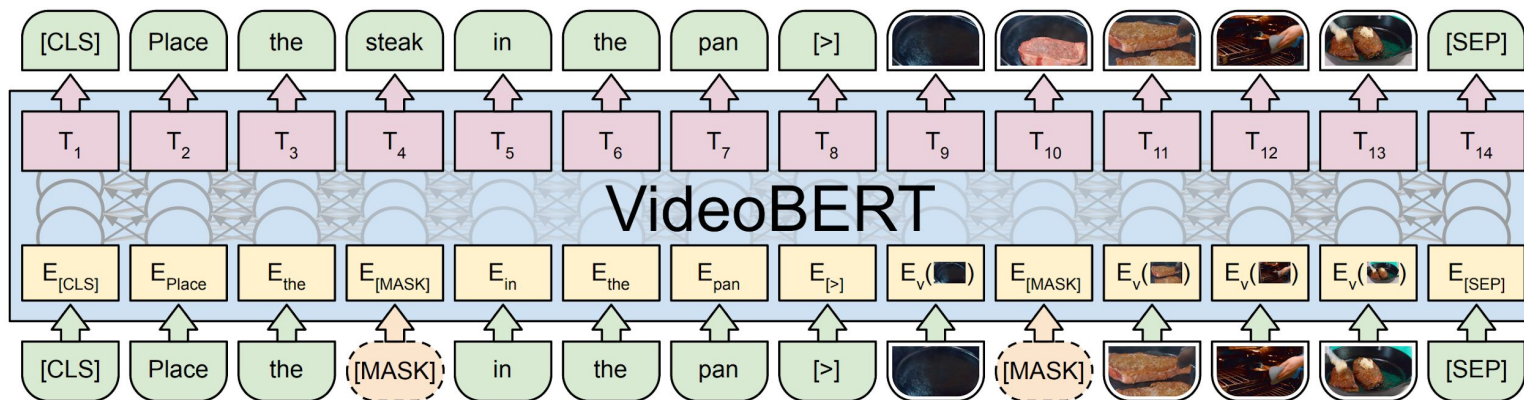 [CLS] Place the steak in the pan [>] [SEP]
T1 T2 T3 T4 T5 T6 T7 T8 T9 T10 T11 T12 T13 T14
VideoBERT
E[CLS] EPlace Ethe E[MASK] Ein Ethe Epan E[>] Ev( ) E[MASK] Ev( ) Ev( ) Ev( ) E[SEP]
[CLS] Place the [MASK] in the pan [>] [MASK] [SEP]